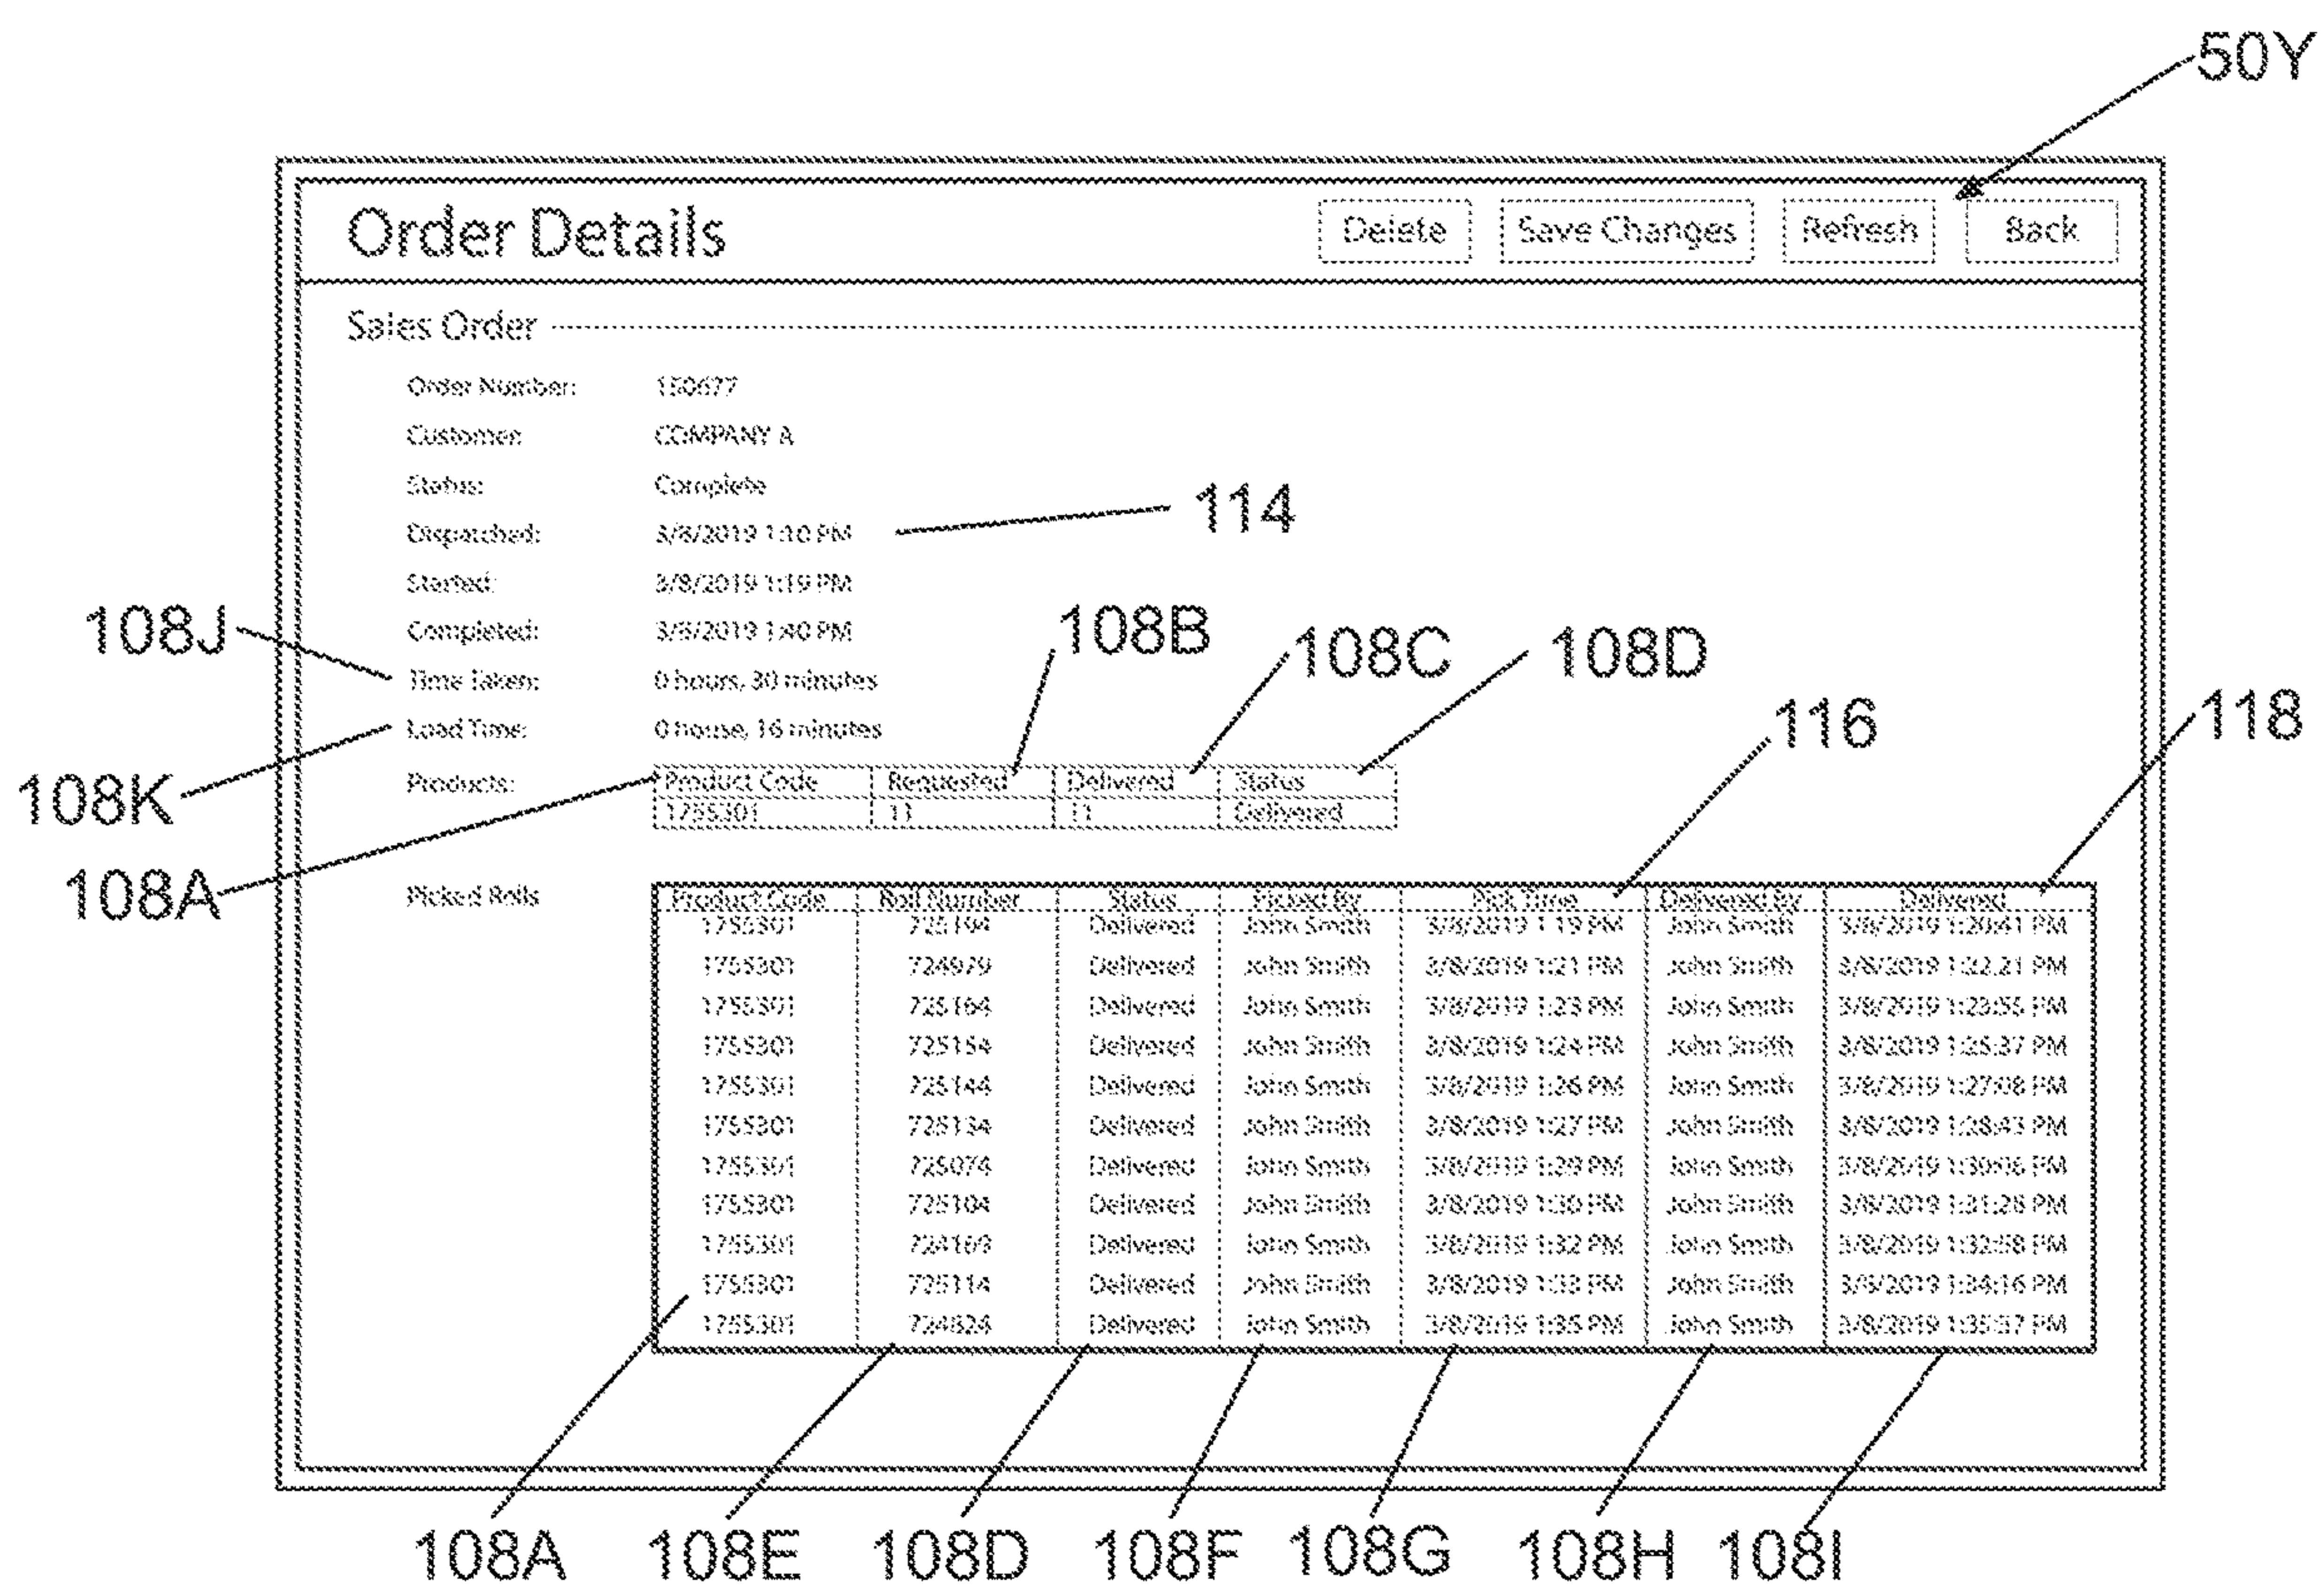 50Y
Order Details Delete Save Changes Refresh Back
Sales Order
Order Number: 150677
Customer: COMPANY A
Status: Complete
Dispatched: 3/8/2019 1:10 PM
114
Started: 3/8/2019 1:19 PM
108J Completed: 3/8/2019 1:40 PM 108B 108C 108D
Time Taken: 0 hours, 30 minutes
Load Time: 0 house, 16 minutes 116 118
108K Products: Product Code Requested Delivered Status
1755301 11 11 Delivered
108A Picked Rolls Product Code Roll Number Status Picked By Pick Time Delivered By Delivered
1755301 725194 Delivered John Smith 3/8/2019 1:19 PM John Smith 3/8/2019 1:20:41 PM
1755301 724979 Delivered John Smith 3/8/2019 1:21 PM John Smith 3/8/2019 1:22:21 PM
1755301 725164 Delivered John Smith 3/8/2019 1:23 PM John Smith 3/8/2019 1:23:55 PM
1755301 725154 Delivered John Smith 3/8/2019 1:24 PM John Smith 3/8/2019 1:25:37 PM
1755301 725144 Delivered John Smith 3/8/2019 1:26 PM John Smith 3/8/2019 1:27:08 PM
1755301 725134 Delivered John Smith 3/8/2019 1:27 PM John Smith 3/8/2019 1:28:43 PM
1755301 725074 Delivered John Smith 3/8/2019 1:29 PM John Smith 3/8/2019 1:30:06 PM
1755301 725104 Delivered John Smith 3/8/2019 1:30 PM John Smith 3/8/2019 1:31:28 PM
1755301 724169 Delivered John Smith 3/8/2019 1:32 PM John Smith 3/8/2019 1:32:58 PM
1755301 725114 Delivered John Smith 3/8/2019 1:33 PM John Smith 3/8/2019 1:34:16 PM
1755301 724824 Delivered John Smith 3/8/2019 1:35 PM John Smith 3/8/2019 1:35:37 PM
108A 108E 108D 108F 108G 108H 108I